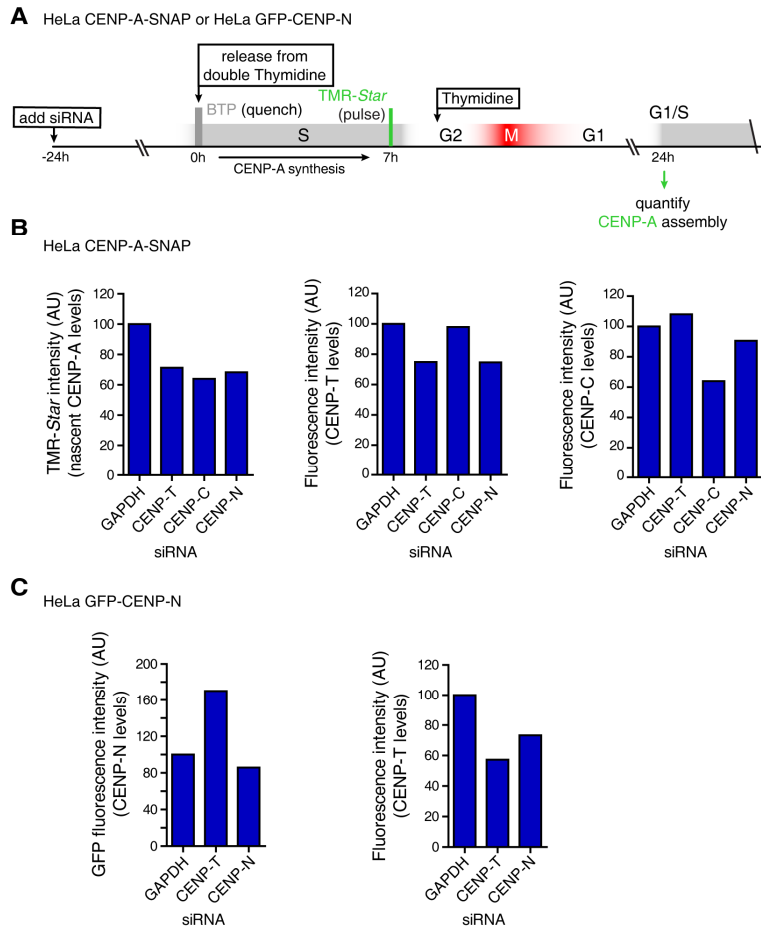 A
HeLa CENP-A-SNAP or HeLa GFP-CENP-N
release from
double Thymidine
add siRNA
BTP (quench)
TMR-Star
(pulse)
Thymidine
S
G2
M
G1
G1/S
-24h
0h
CENP-A synthesis
7h
24h
quantify
CENP-A assembly
B
HeLa CENP-A-SNAP
TMR-Star intensity (AU)
(nascent CENP-A levels)
120
100
80
60
40
20
0
GAPDH
CENP-T
CENP-C
CENP-N
siRNA
Fluorescence intensity (AU)
(CENP-T levels)
120
100
80
60
40
20
0
GAPDH
CENP-T
CENP-C
CENP-N
siRNA
Fluorescence intensity (AU)
(CENP-C levels)
120
100
80
60
40
20
0
GAPDH
CENP-T
CENP-C
CENP-N
siRNA
C
HeLa GFP-CENP-N
GFP fluorescence intensity (AU)
(CENP-N levels)
200
160
120
80
40
0
GAPDH
CENP-T
CENP-N
siRNA
Fluorescence intensity (AU)
(CENP-T levels)
120
100
80
60
40
20
0
GAPDH
CENP-T
CENP-N
siRNA